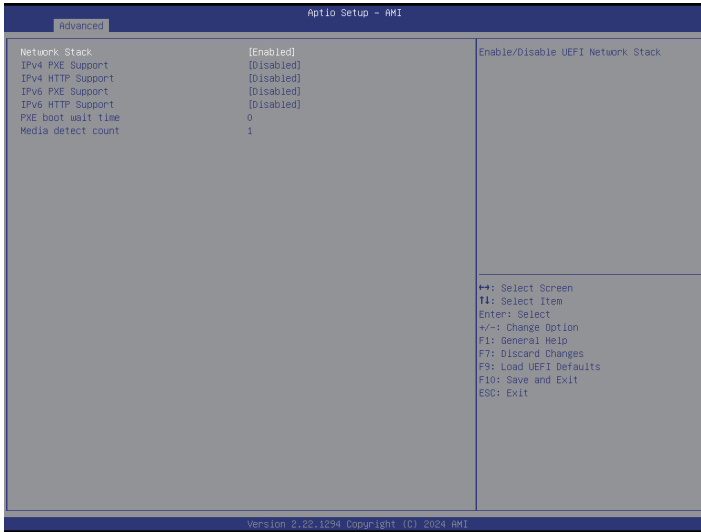 Aptio Setup – AMI
Advanced
Network Stack [Enabled]
IPv4 PXE Support [Disabled]
IPv4 HTTP Support [Disabled]
IPv6 PXE Support [Disabled]
IPv6 HTTP Support [Disabled]
PXE boot wait time 0
Media detect count 1
Enable/Disable UEFI Network Stack
↔: Select Screen
↑↓: Select Item
Enter: Select
+/-: Change Option
F1: General Help
F7: Discard Changes
F9: Load UEFI Defaults
F10: Save and Exit
ESC: Exit
Version 2.22.1294 Copyright (C) 2024 AMI